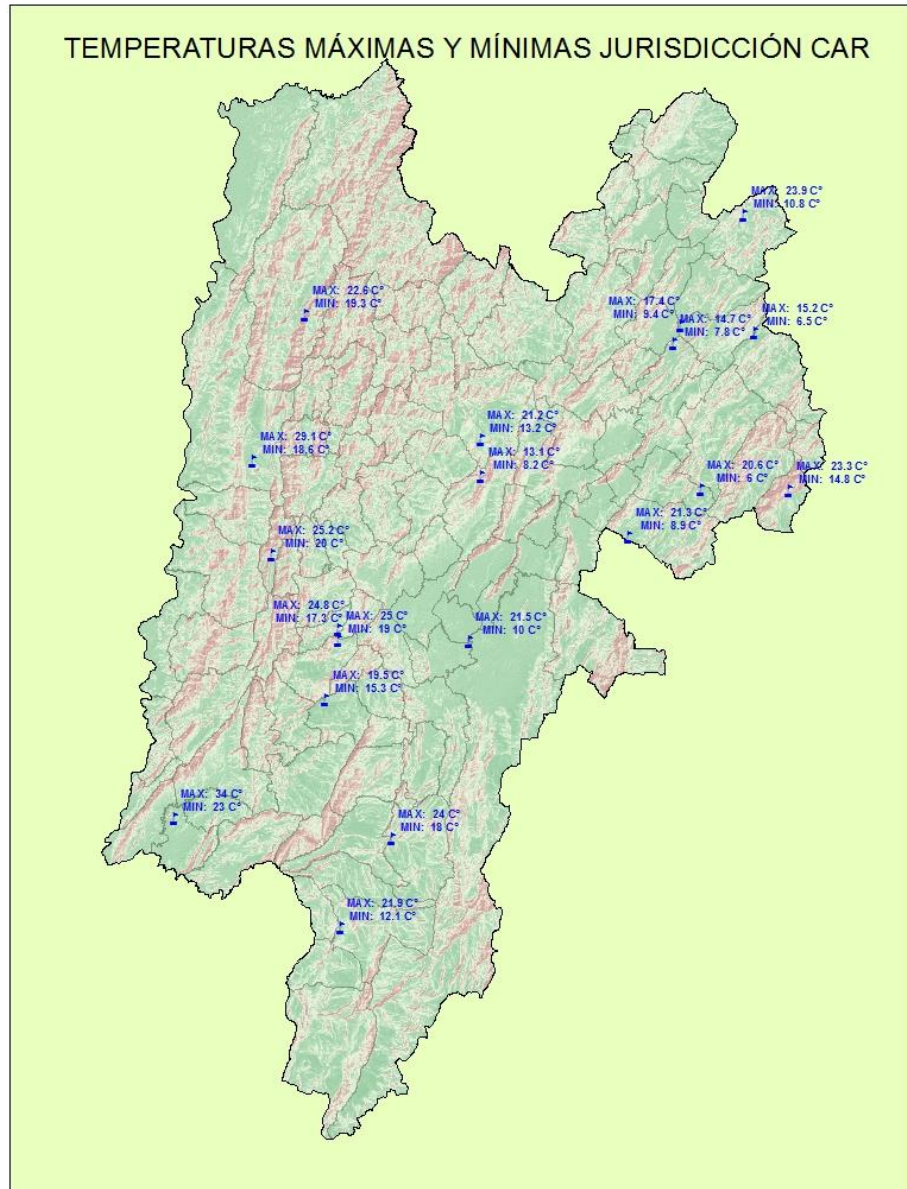 TEMPERATURAS MÁXIMAS Y MÍNIMAS JURISDICCIÓN CAR
MAX: 23.9 C°
MIN: 10.8 C°
MAX: 22.6 C°
MIN: 19.3 C°
MAX: 17.4 C°
MIN: 9.4 C°
MAX: 14.7 C°
MIN: 7.8 C°
MAX: 15.2 C°
MIN: 6.5 C°
MAX: 21.2 C°
MIN: 13.2 C°
MAX: 29.1 C°
MIN: 18.6 C°
MAX: 13.1 C°
MIN: 8.2 C°
MAX: 20.6 C°
MIN: 6 C°
MAX: 23.3 C°
MIN: 14.8 C°
MAX: 21.3 C°
MIN: 8.9 C°
MAX: 25.2 C°
MIN: 20 C°
MAX: 24.8 C°
MIN: 17.3 C°
MAX: 25 C°
MIN: 19 C°
MAX: 21.5 C°
MIN: 10 C°
MAX: 19.5 C°
MIN: 15.3 C°
MAX: 34 C°
MIN: 23 C°
MAX: 24 C°
MIN: 18 C°
MAX: 21.9 C°
MIN: 12.1 C°